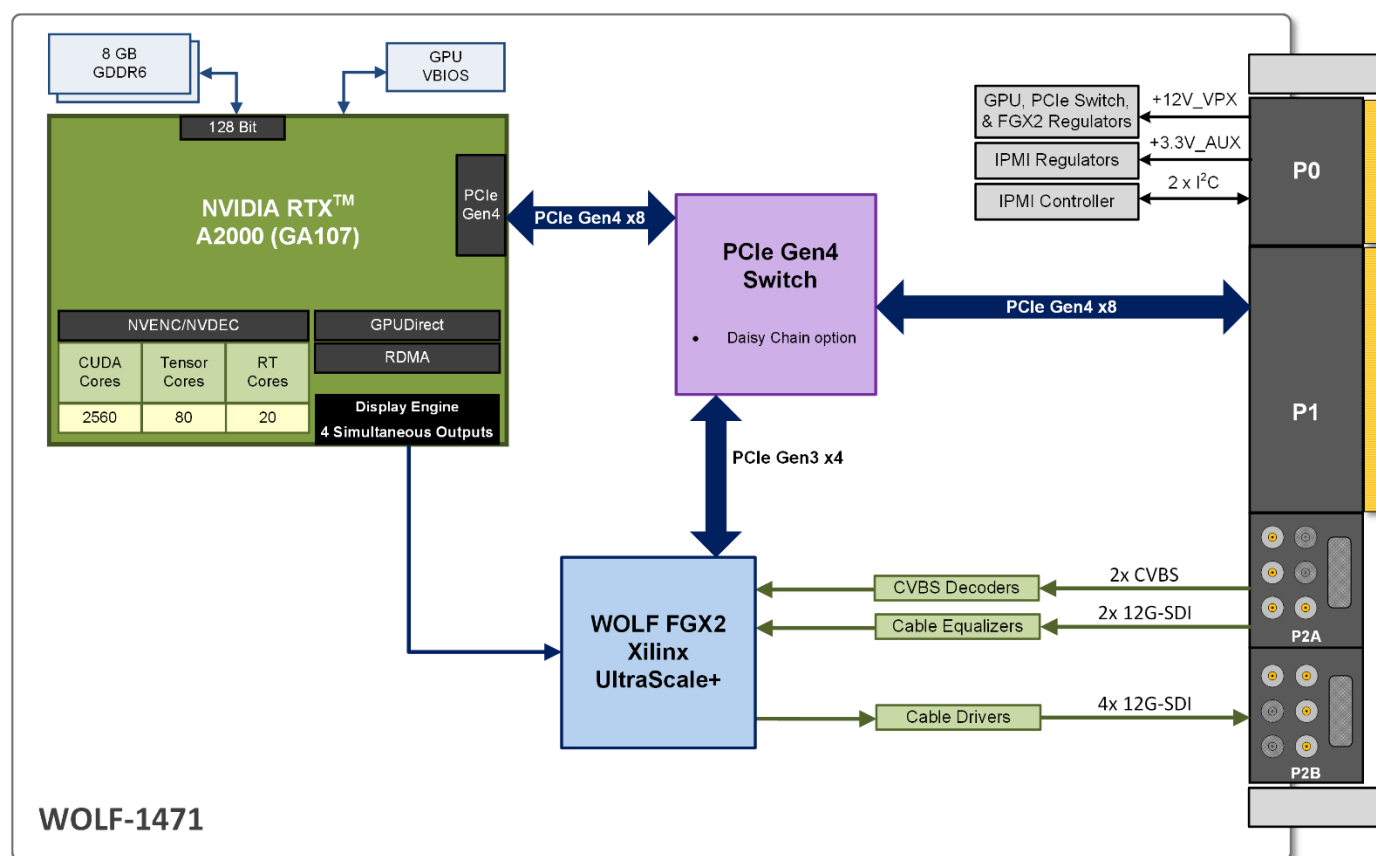 8 GB
GDDR6
GPU
VBIOS
128 Bit
NVIDIA RTX™
A2000 (GA107)
PCIe
Gen4
NVENC/NVDEC
CUDA
Cores
Tensor
Cores
RT
Cores
2560
80
20
GPUDirect
RDMA
Display Engine
4 Simultaneous Outputs
PCIe Gen4 x8
PCIe Gen4
Switch
• Daisy Chain option
PCIe Gen4 x8
PCIe Gen3 x4
GPU, PCIe Switch,
& FGX2 Regulators
+12V_VPX
IPMI Regulators
+3.3V_AUX
IPMI Controller
2 x I²C
P0
P1
WOLF FGX2
Xilinx
UltraScale+
CVBS Decoders
2x CVBS
Cable Equalizers
2x 12G-SDI
P2A
Cable Drivers
4x 12G-SDI
P2B
WOLF-1471